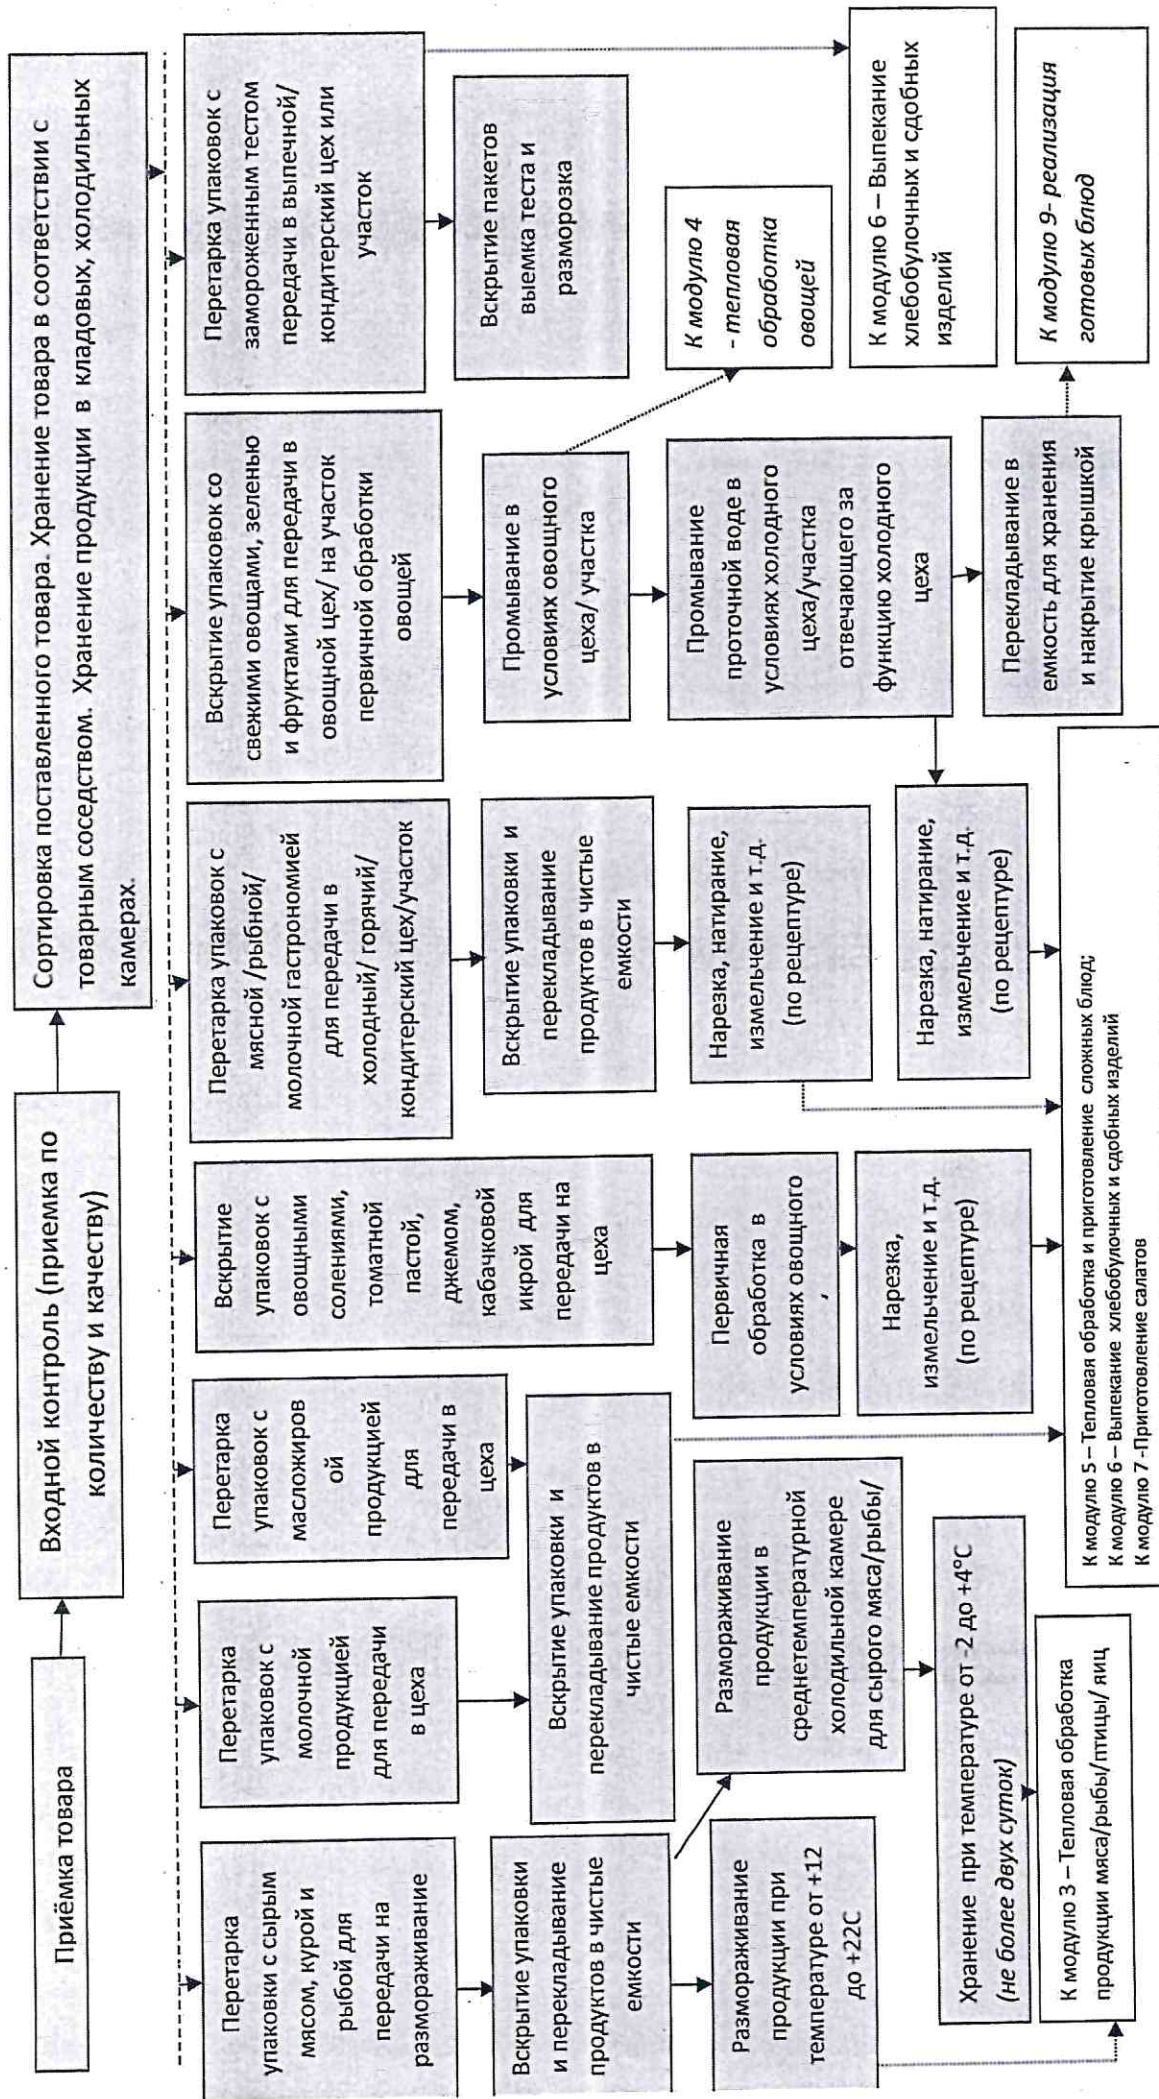 Приёмка товара
Входной контроль (приемка по
количеству и качеству)
Сортировка поставленного товара. Хранение товара в соответствии с
товарным соседством. Хранение продукции в кладовых, холодильных
камерах.
Перетарка
упаковки с сырым
мясом, курой и
рыбой для
передачи на
размораживание
Перетарка
упаковок с
молочной
продукцией
для передачи
в цеха
Перетарка
упаковок с
масложиров
ой
продукцией
для
передачи в
цеха
Вскрытие
упаковок с
овощными
солениями,
томатной
пастой,
джемом,
кабачковой
икрой для
передачи на
цеха
Перетарка упаковок с
мясной /рыбной/
молочной гастрономией
для передачи в
холодный/ горячий/
кондитерский цех/участок
Вскрытие упаковок со
свежими овощами, зеленью
и фруктами для передачи в
овощной цех/ на участок
первичной обработки
овощей
Перетарка упаковок с
замороженным тестом
передачи в выпечной/
кондитерский цех или
участок
Вскрытие упаковки
и перекладывание
продуктов в чистые
емкости
Вскрытие упаковки и
перекладывание продуктов в
чистые емкости
Первичная
обработка в
условиях овощного
,
Вскрытие упаковки и
перекладывание
продуктов в чистые
емкости
Промывание в
условиях овощного
цеха/ участка
Вскрытие пакетов
выемка теста и
разморозка
Размораживание
продукции при
температуре от +12
до +22С
Размораживание
продукции в
среднетемпературной
холодильной камере
для сырого мяса/рыбы/
Нарезка,
измельчение и т.д.
(по рецептуре)
Нарезка, натирание,
измельчение и т.д.
(по рецептуре)
Промывание
проточной воде в
условиях холодного
цеха/участка
отвечающего за
функцию холодного
цеха
К модулю 4
- тепловая
обработка
овощей
Хранение при температуре от -2 до +4°С
(не более двух суток)
Нарезка, натирание,
измельчение и т.д.
(по рецептуре)
Перекладывание в
емкость для хранения
и накрытие крышкой
К модулю 6 – Выпекание
хлебобулочных и сдобных
изделий
К модулю 3 – Тепловая обработка
продукции мяса/рыбы/птицы/ яиц
К модулю 5 – Тепловая обработка и приготовление сложных блюд;
К модулю 6 – Выпекание хлебобулочных и сдобных изделий
К модулю 7 -Приготовление салатов
К модулю 9- реализация
готовых блюд